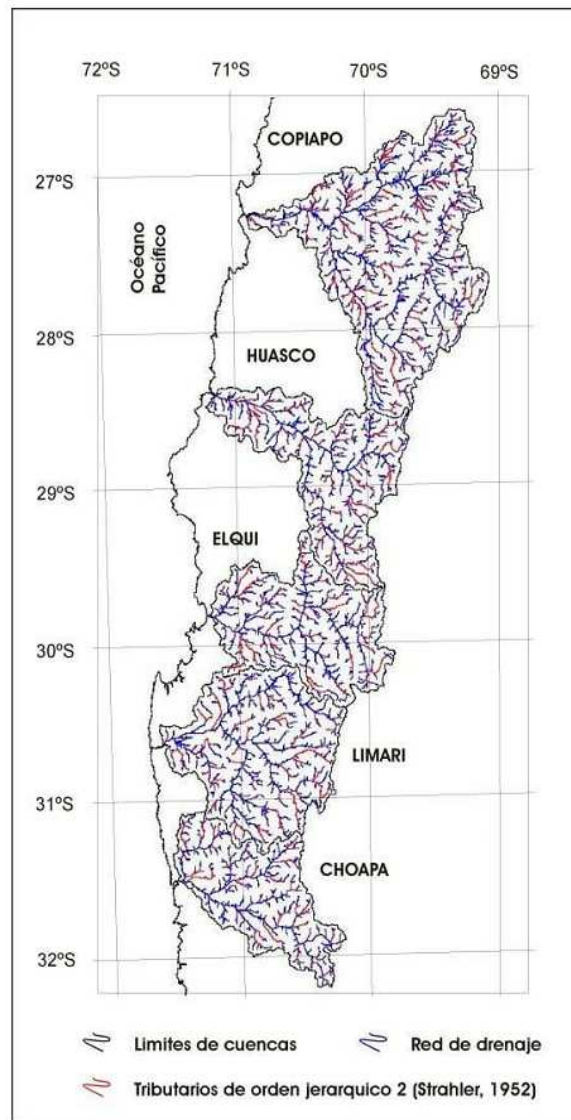 72ºS 71ºS 70ºS 69ºS
COPIAPO
27ºS
Océano
Pacífico
28ºS
HUASCO
29ºS
ELQUI
30ºS
LIMARI
31ºS
CHOAPA
32ºS
Limites de cuencas Red de drenaje
Tributarios de orden jerarquico 2 (Strahler, 1952)